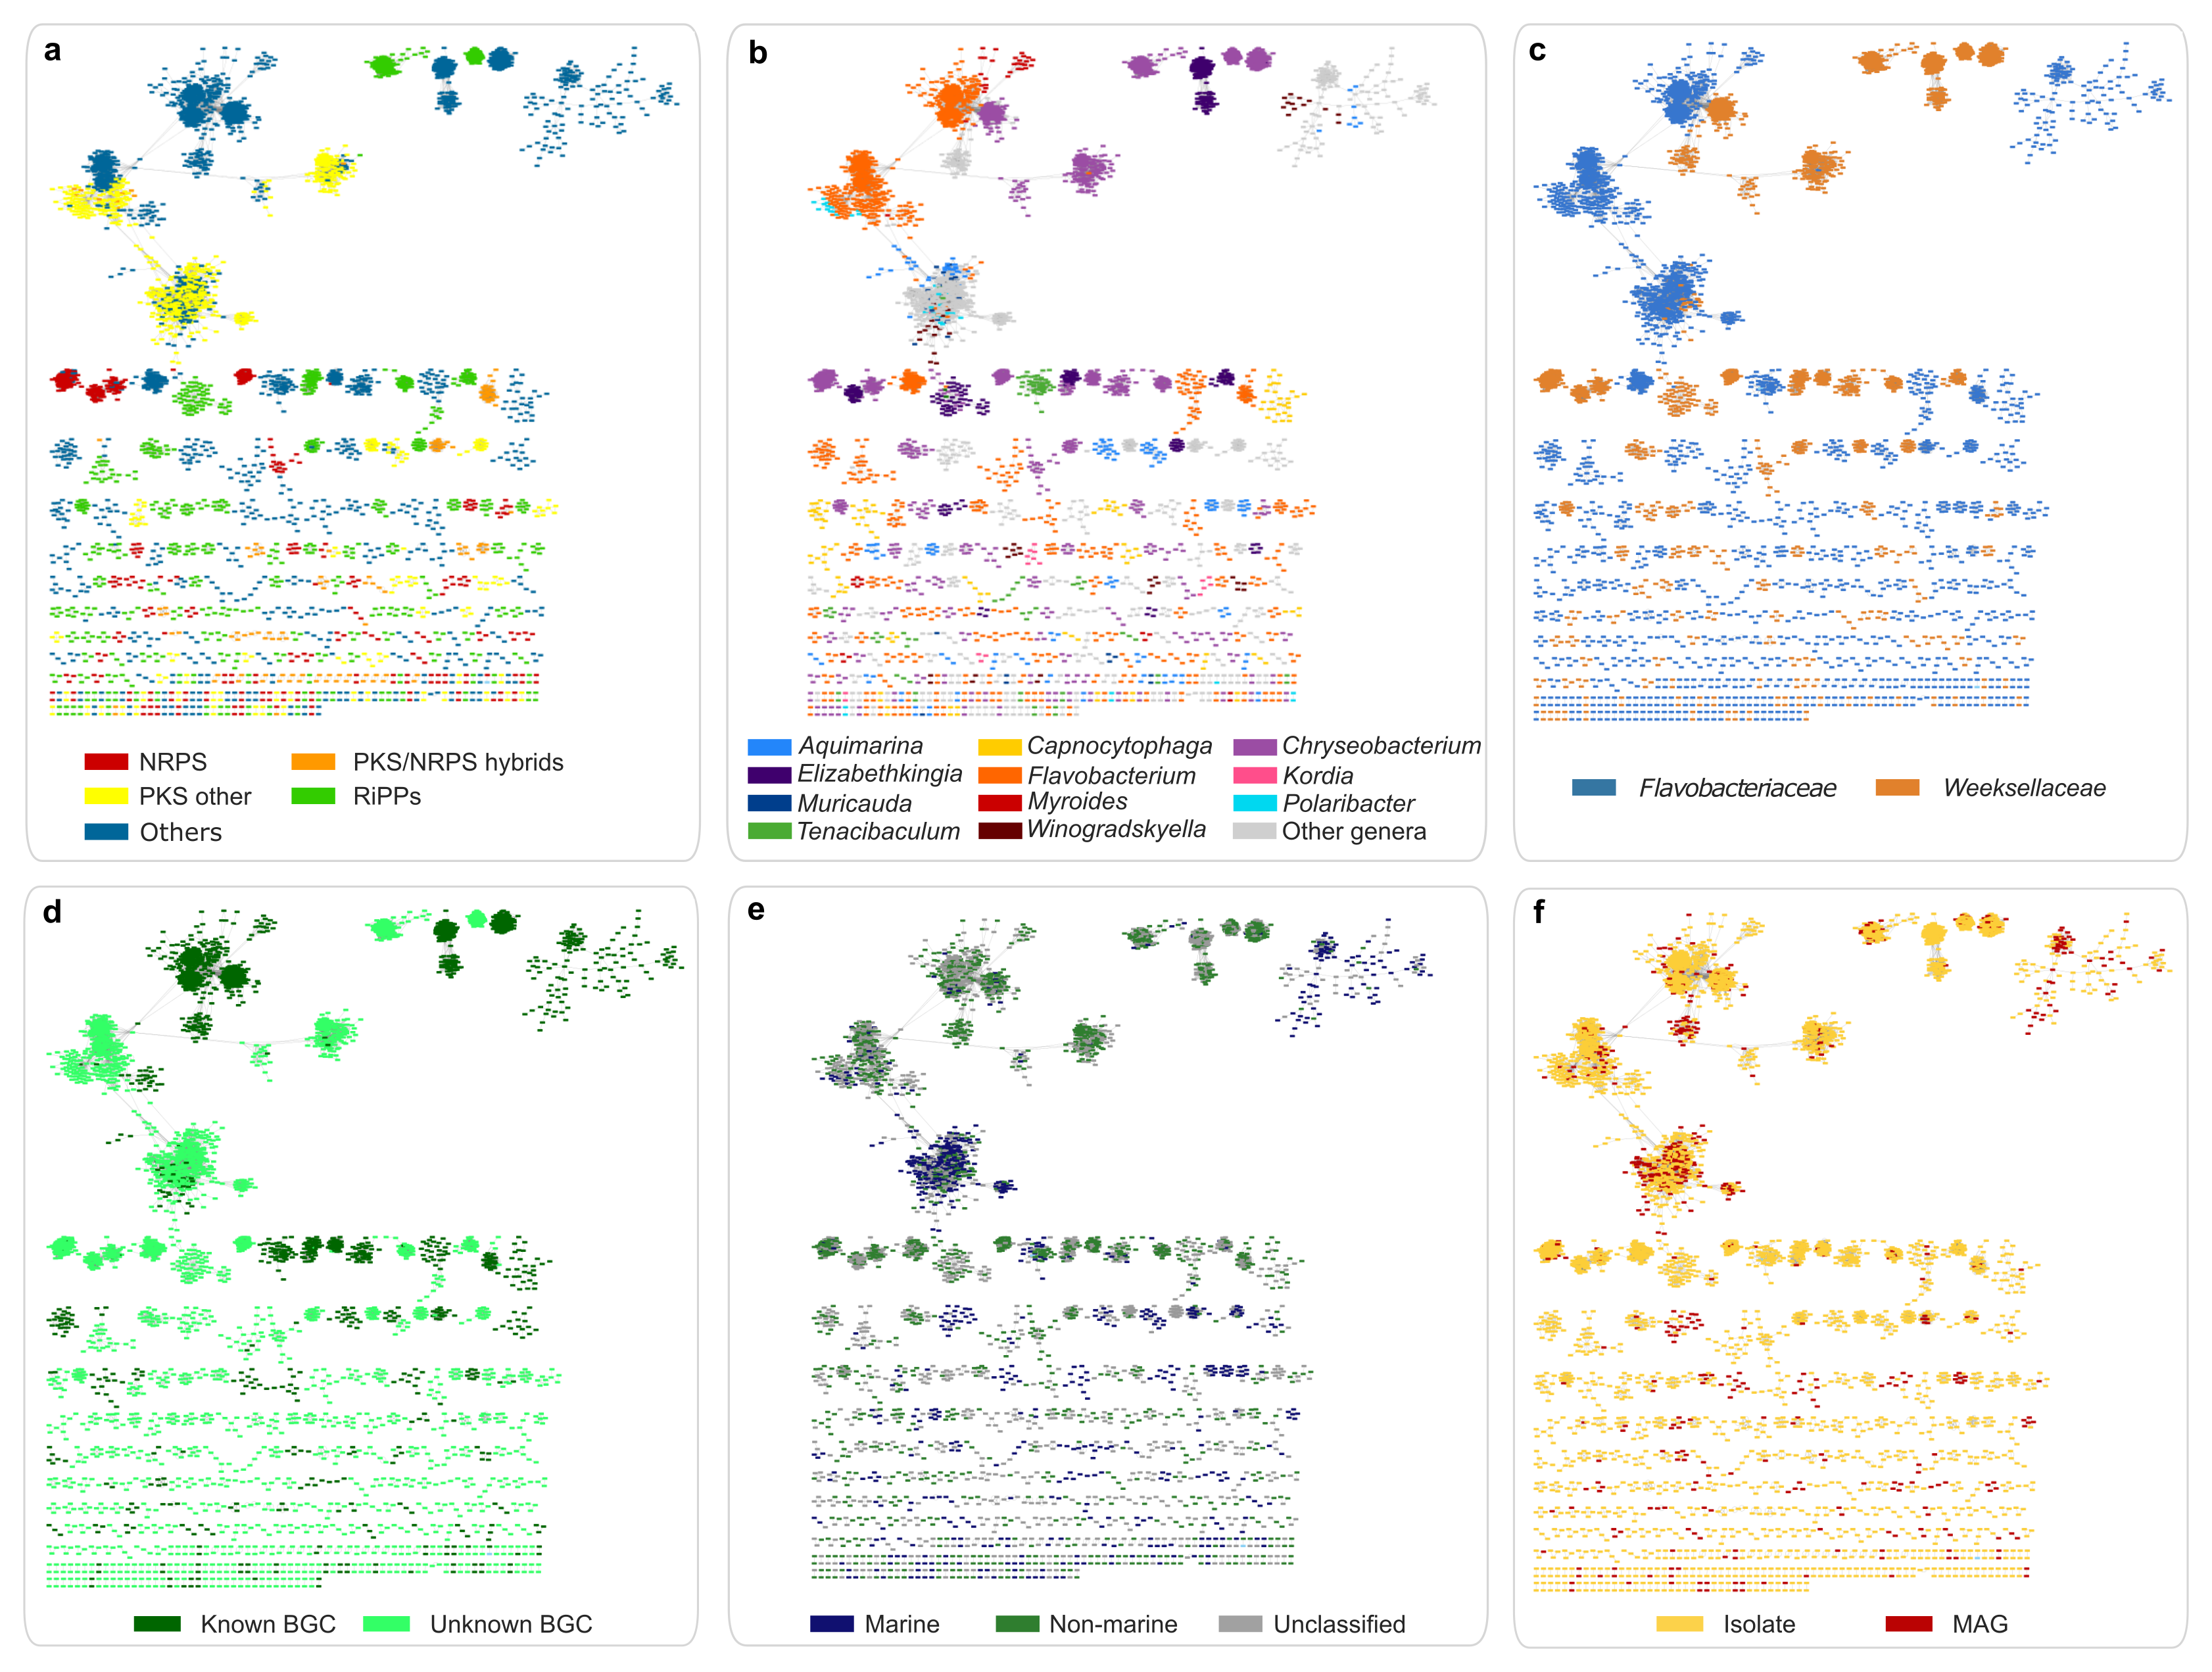 a
NRPS
PKS/NRPS hybrids
PKS other
RiPPs
Others
b
Aquimarina
Capnocytophaga
Chryseobacterium
Elizabethkingia
Flavobacterium
Kordia
Muricauda
Myroides
Polaribacter
Tenacibaculum
Winogradskyella
Other genera
c
Flavobacteriaceae
Weeksellaceae
d
Known BGC
Unknown BGC
e
Marine
Non-marine
Unclassified
f
Isolate
MAG